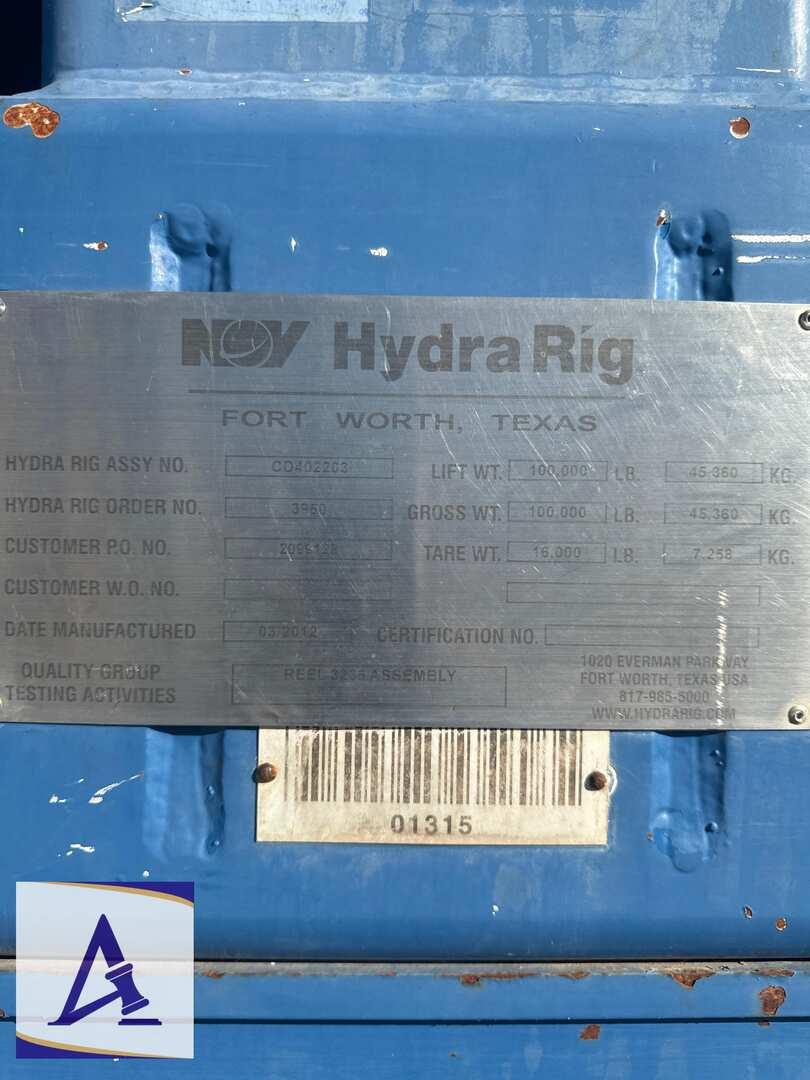 NOV Hydra Rig
FORT WORTH, TEXAS
HYDRA RIG ASSY NO. CO402203 LIFT WT. 100,000 LB. 45,360 KG.
HYDRA RIG ORDER NO. GROSS WT. 100,000 LB. 45,360 KG.
CUSTOMER P.O. NO. TARE WT. 16,000 LB. 7,258 KG.
CUSTOMER W.O. NO.
DATE MANUFACTURED 03/2012 CERTIFICATION NO.
QUALITY GROUP
TESTING ACTIVITIES
REEL ASSEMBLY
1020 EVERMAN PARKWAY
FORT WORTH, TEXAS USA
817-985-5000
WWW.HYDRARIG.COM
01315